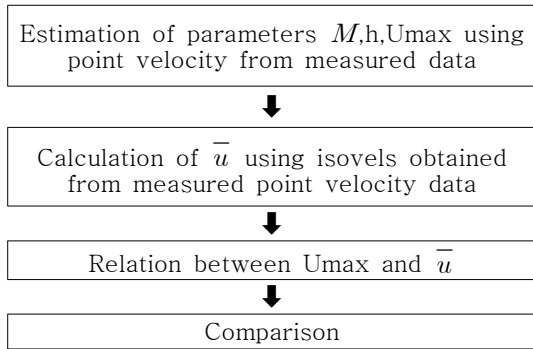 Estimation of parameters M,h,Umax using
point velocity from measured data
Calculation of u̅ using isovels obtained
from measured point velocity data
Relation between Umax and u̅
Comparison